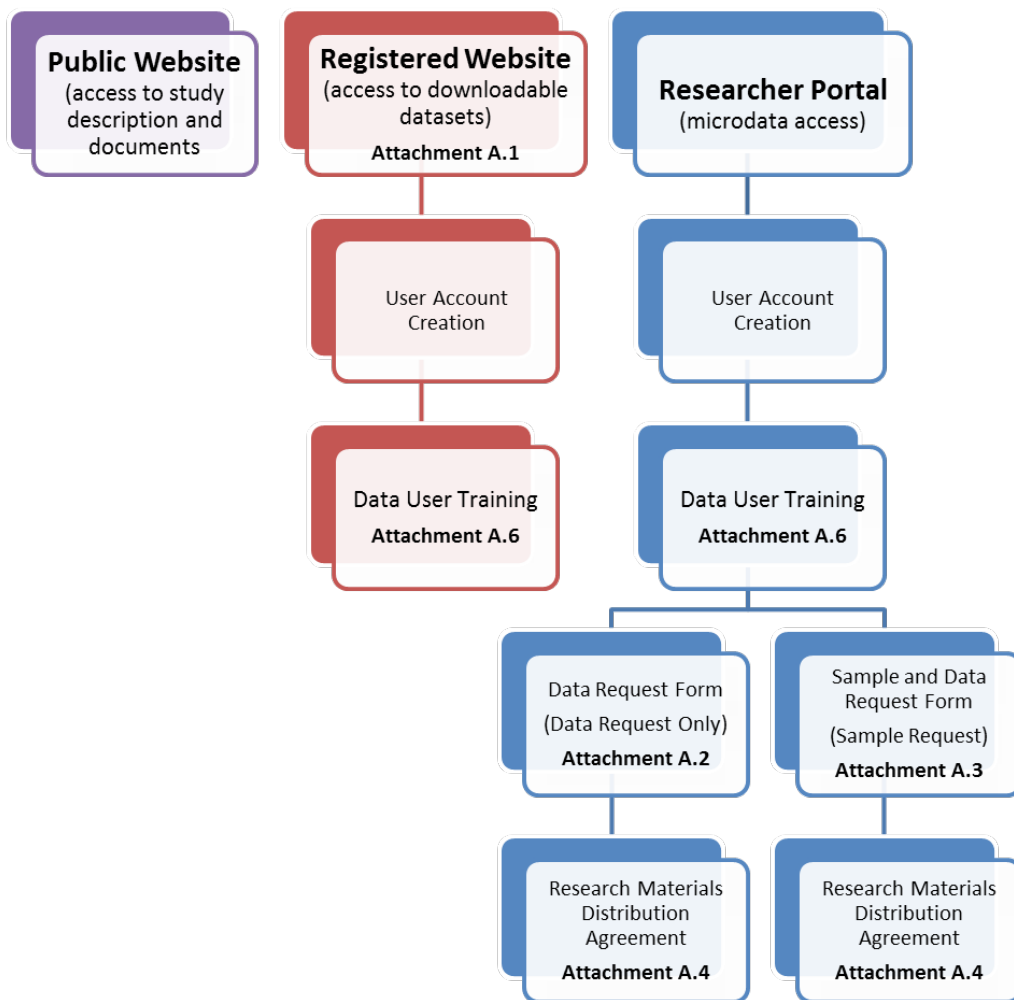 Public Website
(access to study
description and
documents
Registered Website
(access to downloadable
datasets)
Attachment A.1
Researcher Portal
(microdata access)
User Account
Creation
User Account
Creation
Data User Training
Attachment A.6
Data User Training
Attachment A.6
Data Request Form
(Data Request Only)
Attachment A.2
Sample and Data
Request Form
(Sample Request)
Attachment A.3
Research Materials
Distribution
Agreement
Attachment A.4
Research Materials
Distribution
Agreement
Attachment A.4